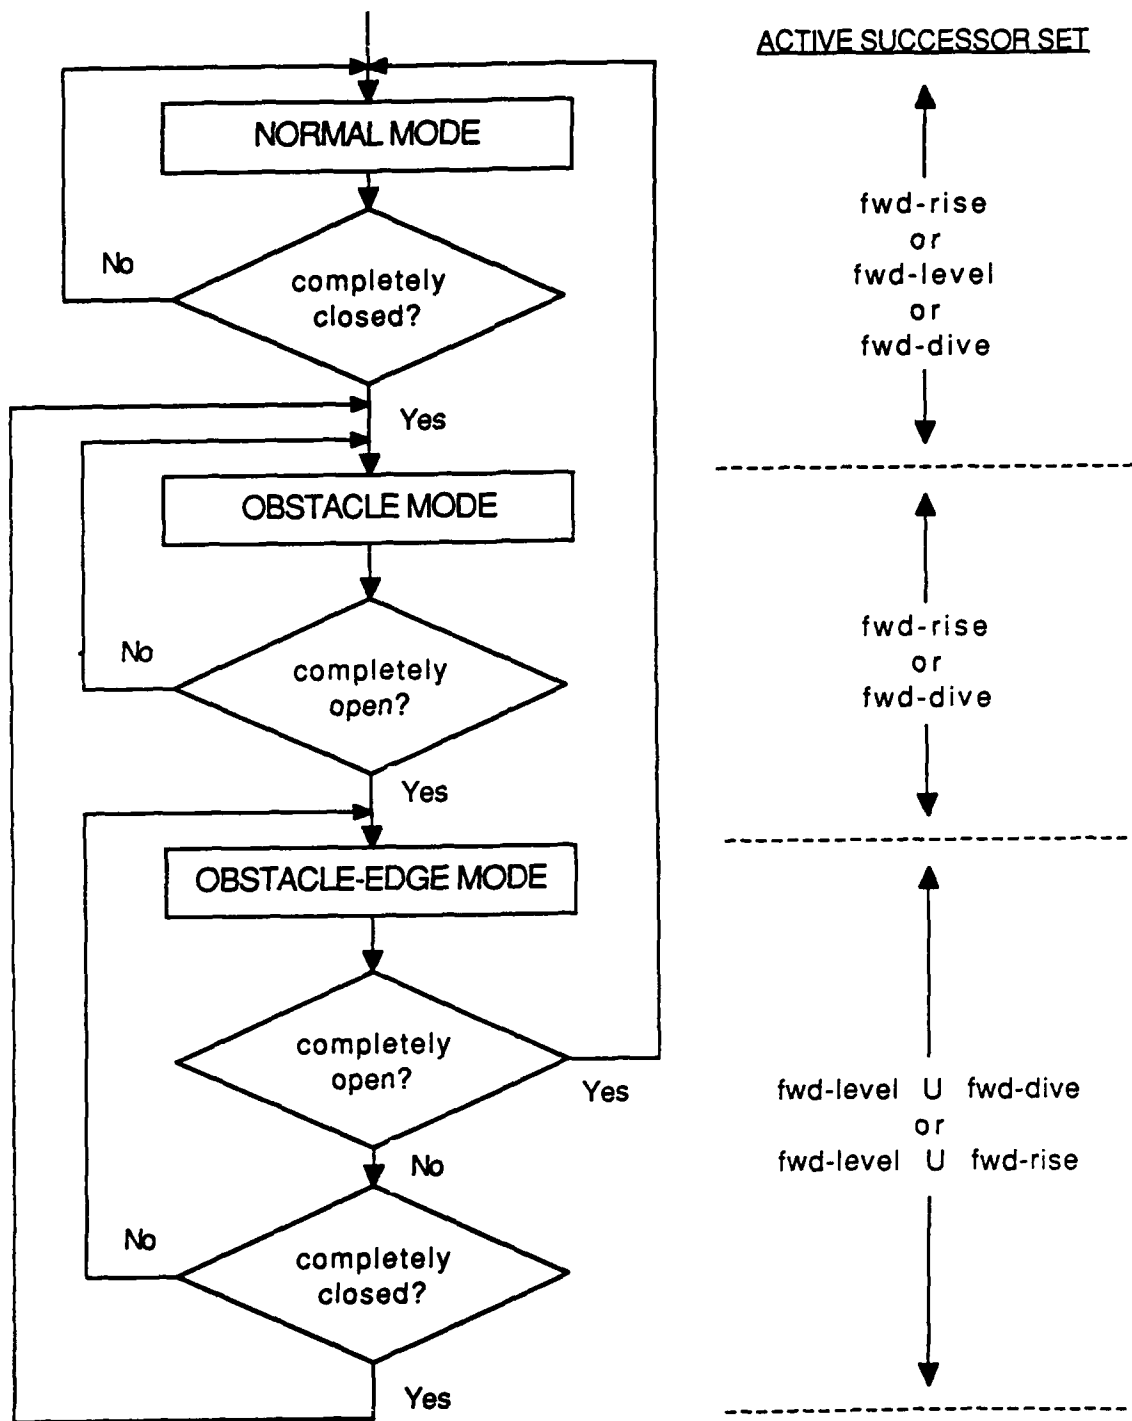 ACTIVE SUCCESSOR SET
NORMAL MODE
fwd-rise
or
fwd-level
or
fwd-dive
No
completely
closed?
Yes
OBSTACLE MODE
fwd-rise
or
fwd-dive
No
completely
open?
Yes
OBSTACLE-EDGE MODE
completely
open?
Yes
fwd-level U fwd-dive
or
fwd-level U fwd-rise
No
No
completely
closed?
Yes